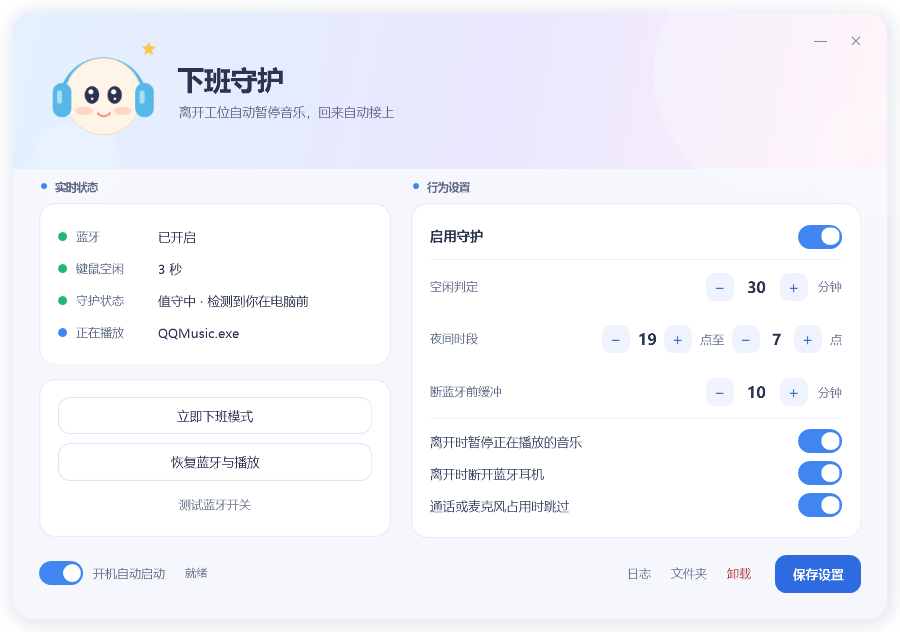 下班守护
离开工位自动暂停音乐，回来自动接上
实时状态
蓝牙 已开启
键鼠空闲 3 秒
守护状态 值守中 · 检测到你在电脑前
正在播放 QQMusic.exe
立即下班模式
恢复蓝牙与播放
测试蓝牙开关
行为设置
启用守护
空闲判定 − 30 + 分钟
夜间时段 − 19 + 点至 − 7 + 点
断蓝牙前缓冲 − 10 + 分钟
离开时暂停正在播放的音乐
离开时断开蓝牙耳机
通话或麦克风占用时跳过
开机自动启动 就绪
日志 文件夹 卸载 保存设置